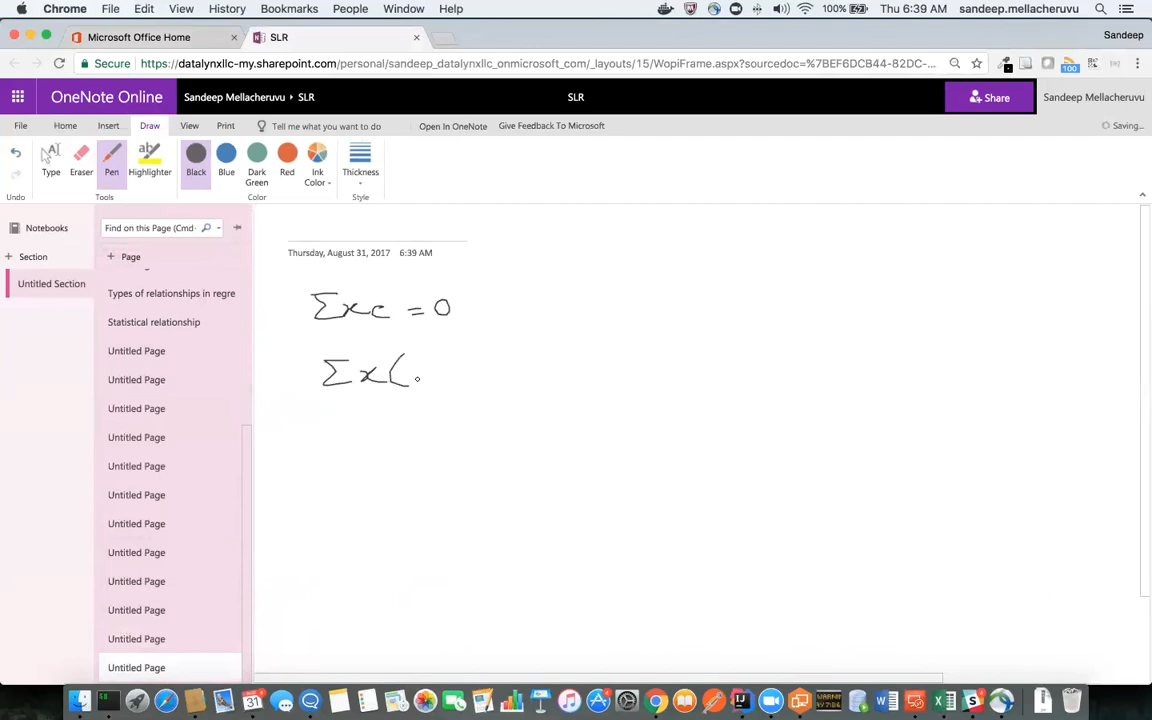 Chrome File Edit View History Bookmarks People Window Help 100% Thu 6:39 AM sandeep.mellacheruvu
Microsoft Office Home × SLR × Sandeep
Secure https://datalynxllc-my.sharepoint.com/personal/sandeep_datalynxllc_onmicrosoft_com/_layouts/15/WopiFrame.aspx?sourcedoc=%7BEF6DCB44-82DC-... 100
OneNote Online Sandeep Mellacheruvu ▸ SLR SLR Share Sandeep Mellacheruvu
File Home Insert Draw View Print Tell me what you want to do Open In OneNote Give Feedback To Microsoft Saving...
Type Eraser Pen Highlighter Black Blue Dark Green Red Ink Color Thickness
Undo Tools Color Style
Notebooks Find on this Page (Cmd
+ Section + Page
Untitled Section
Types of relationships in regre
Statistical relationship
Untitled Page
Untitled Page
Untitled Page
Untitled Page
Untitled Page
Untitled Page
Untitled Page
Untitled Page
Untitled Page
Untitled Page
Untitled Page
Untitled Page
Thursday, August 31, 2017 6:39 AM
Σxe = 0
Σx(
31